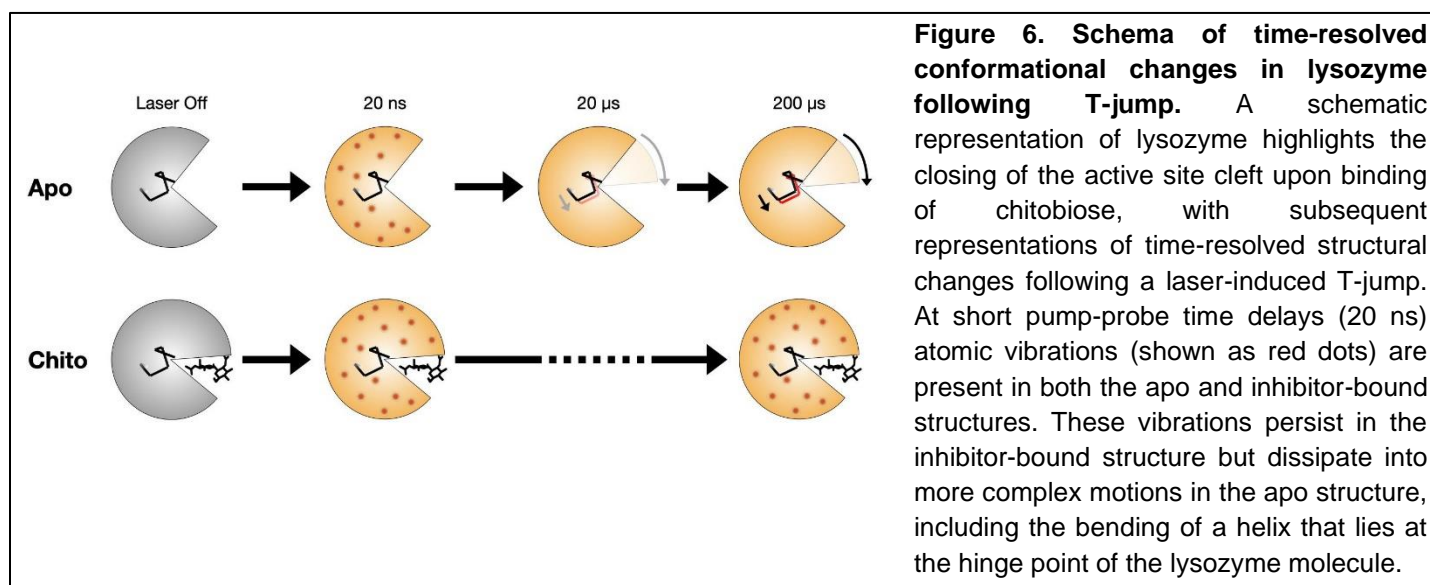 Laser Off
20 ns
20 µs
200 µs
Apo
Chito
Figure 6. Schema of time-resolved
conformational changes in lysozyme
following T-jump. A schematic
representation of lysozyme highlights the
closing of the active site cleft upon binding
of chitobiose, with subsequent
representations of time-resolved structural
changes following a laser-induced T-jump.
At short pump-probe time delays (20 ns)
atomic vibrations (shown as red dots) are
present in both the apo and inhibitor-bound
structures. These vibrations persist in the
inhibitor-bound structure but dissipate into
more complex motions in the apo structure,
including the bending of a helix that lies at
the hinge point of the lysozyme molecule.